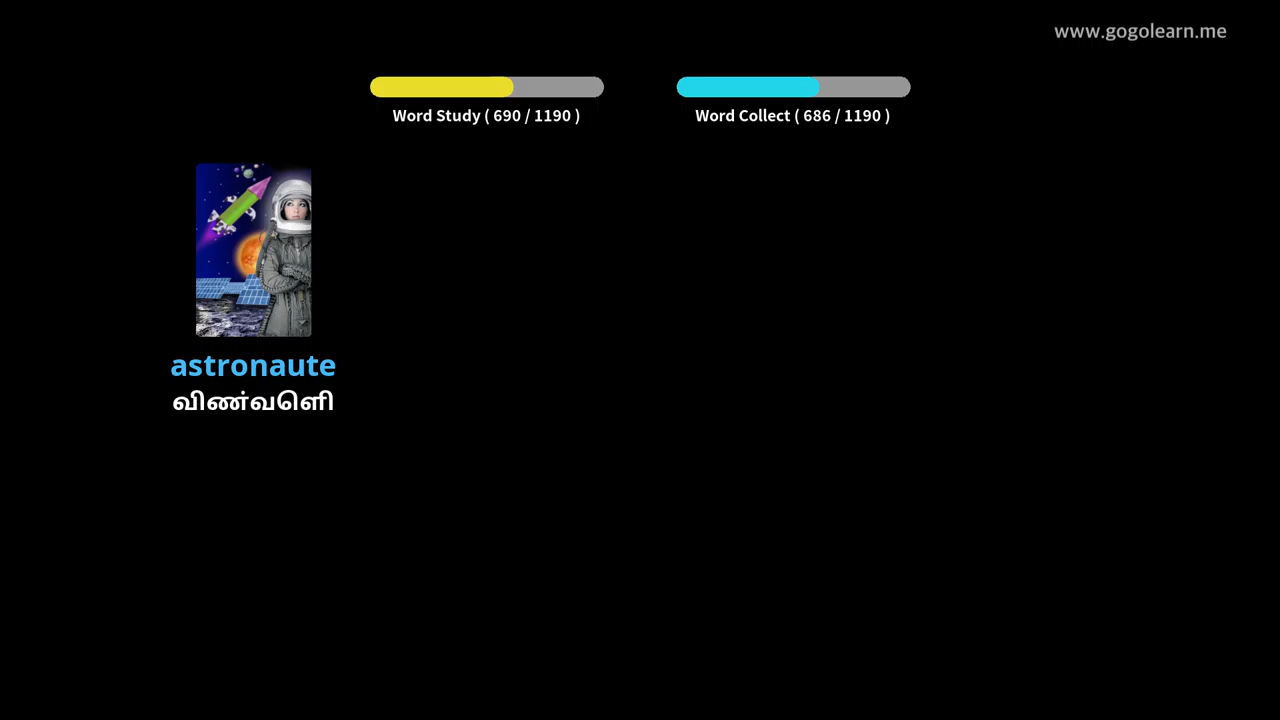 www.gogolearn.me
Word Study ( 690 / 1190 )
Word Collect ( 686 / 1190 )
astronaute
விண்வெளி